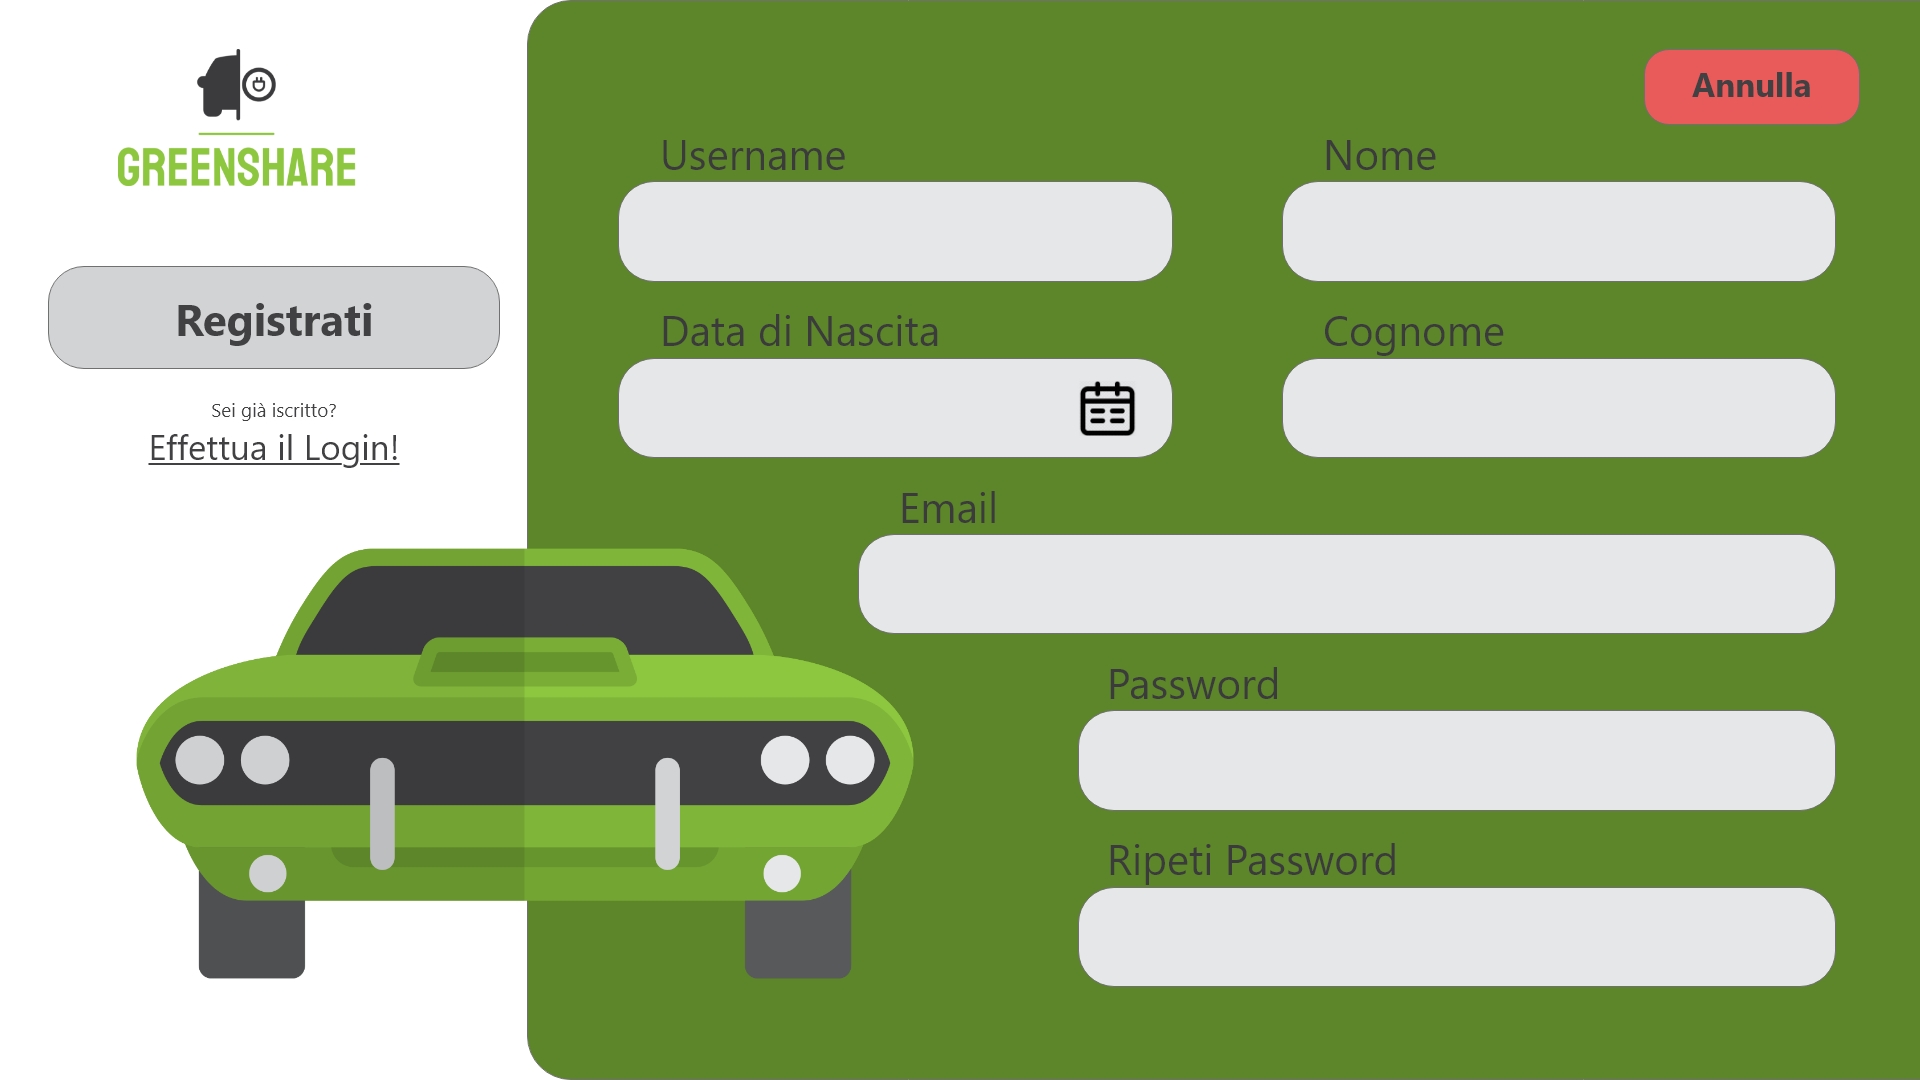 GREENSHARE
Registrati
Sei già iscritto?
Effettua il Login!
Annulla
Username
Nome
Data di Nascita
Cognome
Email
Password
Ripeti Password